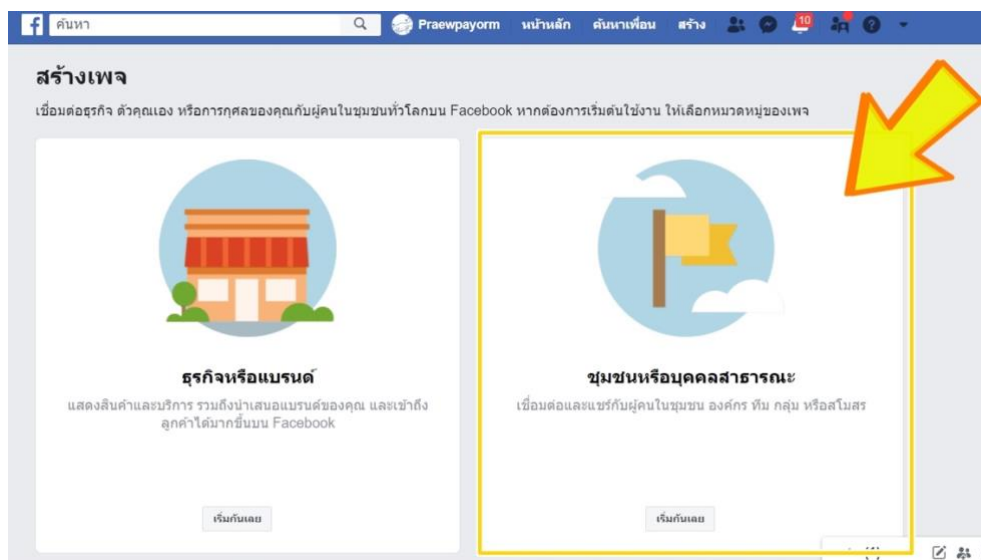 f ค้นหา Praewpayorm หน้าหลัก ค้นหาเพื่อน สร้าง 10
สร้างเพจ
เชื่อมต่อธุรกิจ ตัวคุณเอง หรือการกุศลของคุณกับผู้คนในชุมชนทั่วโลกบน Facebook หากต้องการเริ่มต้นใช้งาน ให้เลือกหมวดหมู่ของเพจ
ธุรกิจหรือแบรนด์
แสดงสินค้าและบริการ รวมถึงนำเสนอแบรนด์ของคุณ และเข้าถึง
ลูกค้าได้มากขึ้นบน Facebook
เริ่มกันเลย
ชุมชนหรือบุคคลสาธารณะ
เชื่อมต่อและแชร์กับผู้คนในชุมชน องค์กร ทีม กลุ่ม หรือสโมสร
เริ่มกันเลย